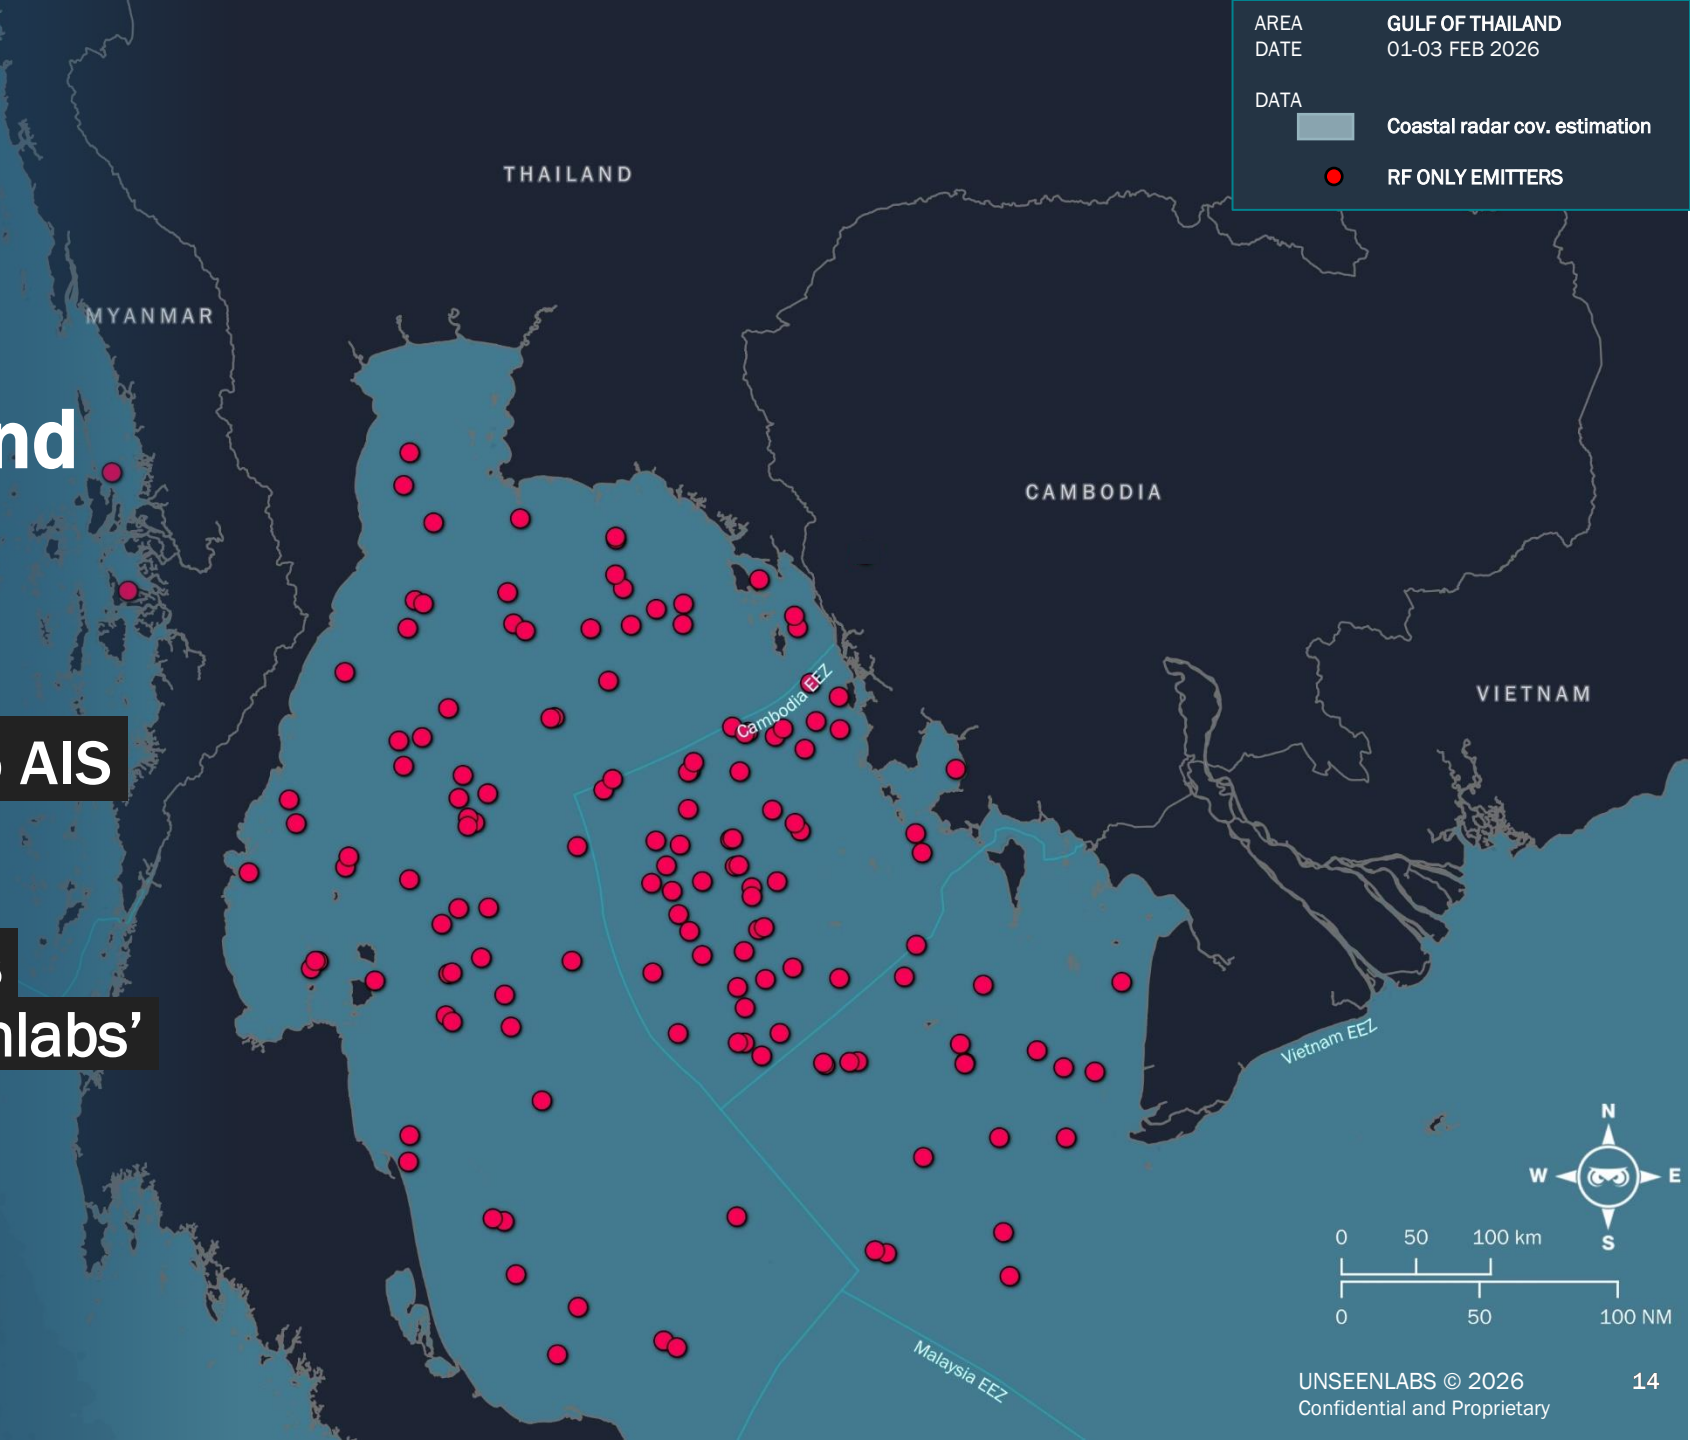 AREA GULF OF THAILAND
DATE 01-03 FEB 2026
DATA
Coastal radar cov. estimation
RF ONLY EMITTERS
THAILAND
MYANMAR
nd
CAMBODIA
VIETNAM
Cambodia EEZ
AIS
nlabs’
Vietnam EEZ
Malaysia EEZ
N
W E
S
0 50 100 km
0 50 100 NM
UNSEENLABS © 2026 14
Confidential and Proprietary